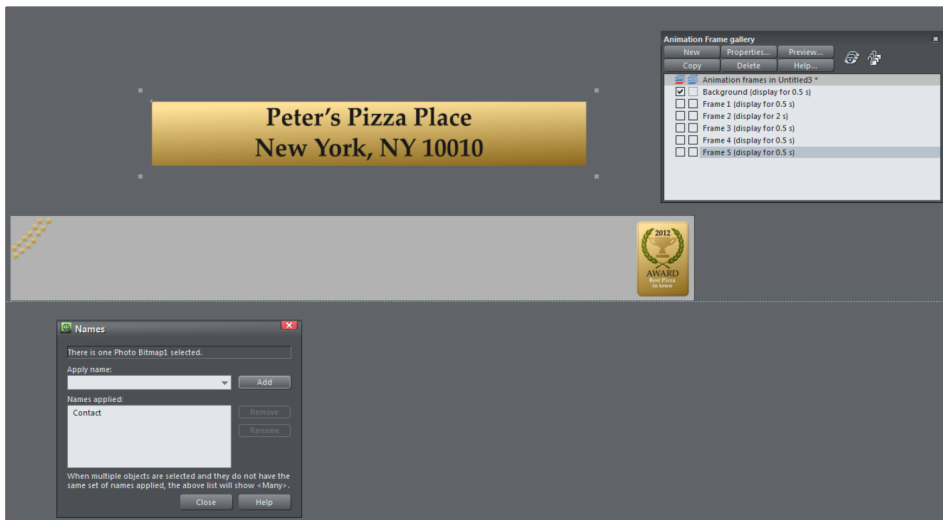 Animation Frame gallery
New Properties... Preview...
Copy Delete Help...
Animation frames in Untitled3 *
Background (display for 0.5 s)
Frame 1 (display for 0.5 s)
Frame 2 (display for 2 s)
Frame 3 (display for 0.5 s)
Frame 4 (display for 0.5 s)
Frame 5 (display for 0.5 s)
Peter's Pizza Place
New York, NY 10010
2012
AWARD
Best Pizza
in town
Names
There is one Photo Bitmap1 selected.
Apply name:
Add
Names applied:
Contact
Remove
Rename
When multiple objects are selected and they do not have the
same set of names applied, the above list will show <Many>.
Close Help